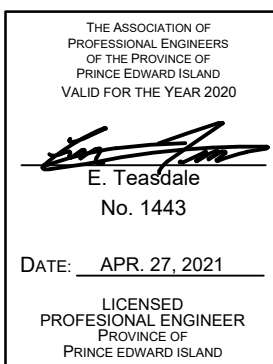 THE ASSOCIATION OF
PROFESSIONAL ENGINEERS
OF THE PROVINCE OF
PRINCE EDWARD ISLAND
VALID FOR THE YEAR 2020
E. Teasdale
No. 1443
DATE: APR. 27, 2021
LICENSED
PROFESIONAL ENGINEER
PROVINCE OF
PRINCE EDWARD ISLAND